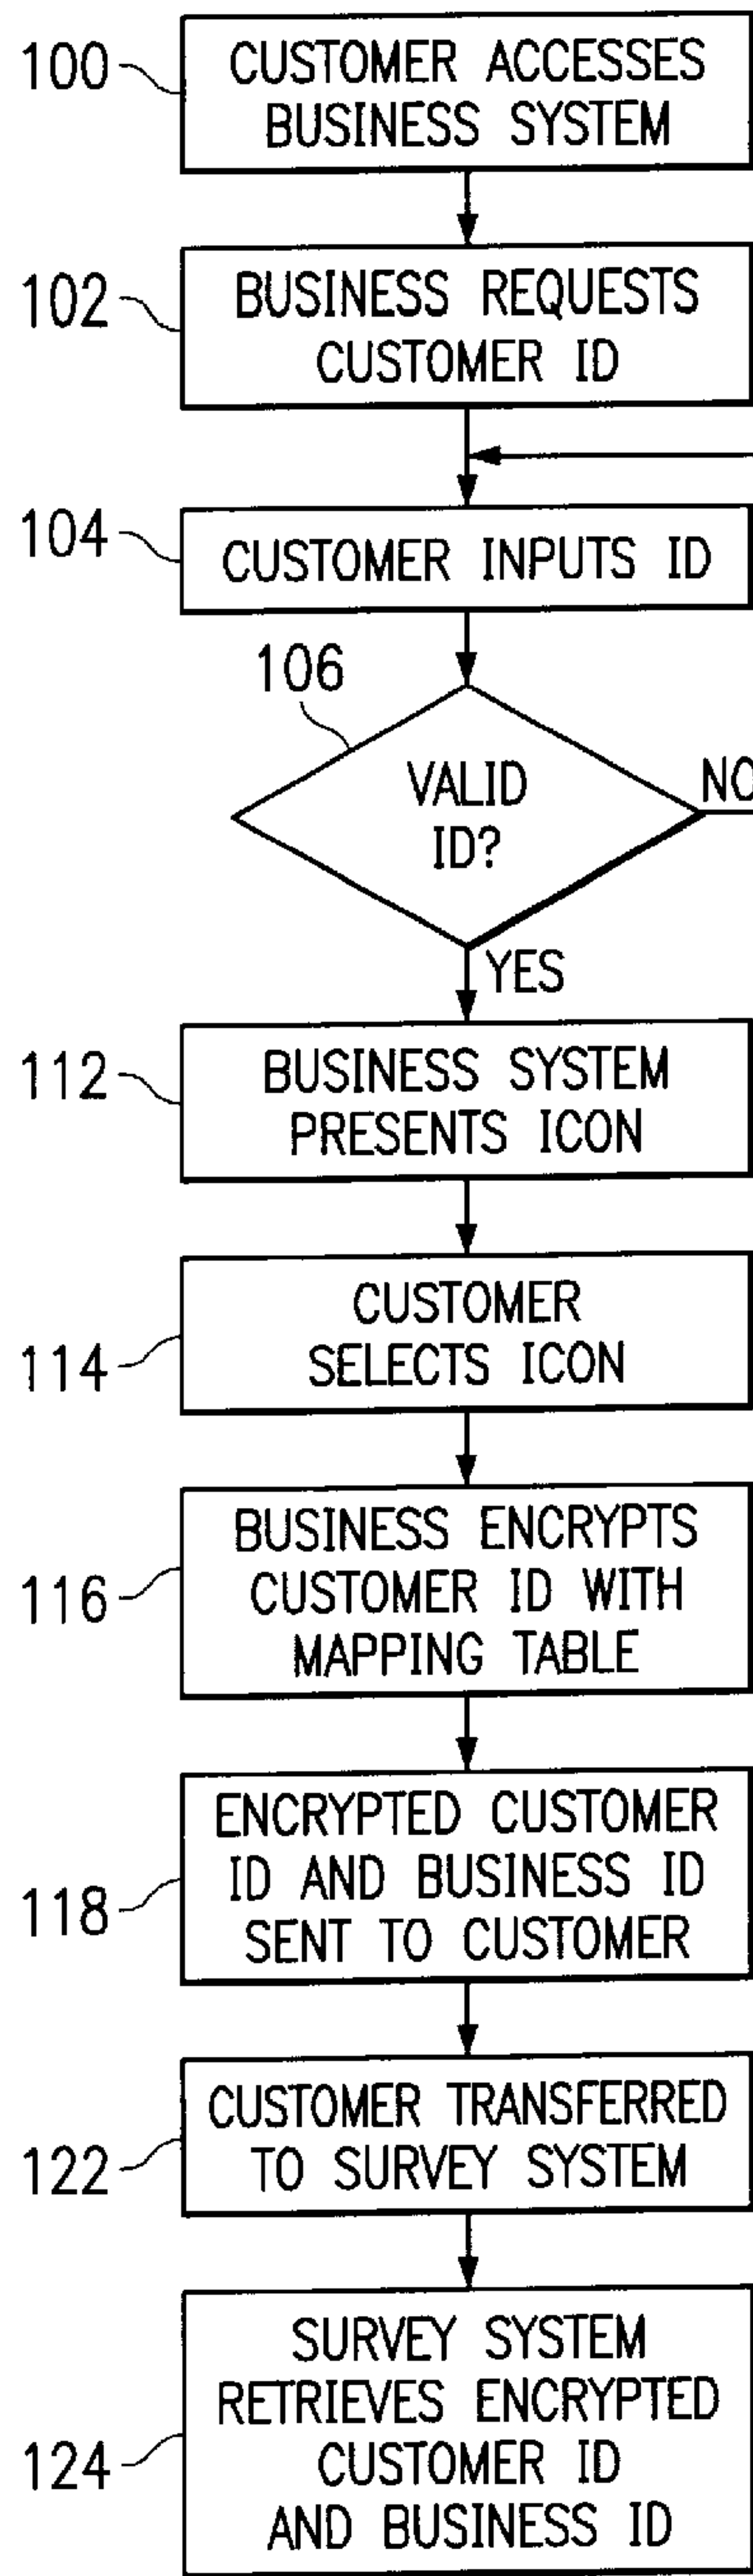 100
CUSTOMER ACCESSES
BUSINESS SYSTEM
102
BUSINESS REQUESTS
CUSTOMER ID
104
CUSTOMER INPUTS ID
106
VALID
ID?
NO
YES
112
BUSINESS SYSTEM
PRESENTS ICON
114
CUSTOMER
SELECTS ICON
116
BUSINESS ENCRYPTS
CUSTOMER ID WITH
MAPPING TABLE
118
ENCRYPTED CUSTOMER
ID AND BUSINESS ID
SENT TO CUSTOMER
122
CUSTOMER TRANSFERRED
TO SURVEY SYSTEM
124
SURVEY SYSTEM
RETRIEVES ENCRYPTED
CUSTOMER ID
AND BUSINESS ID